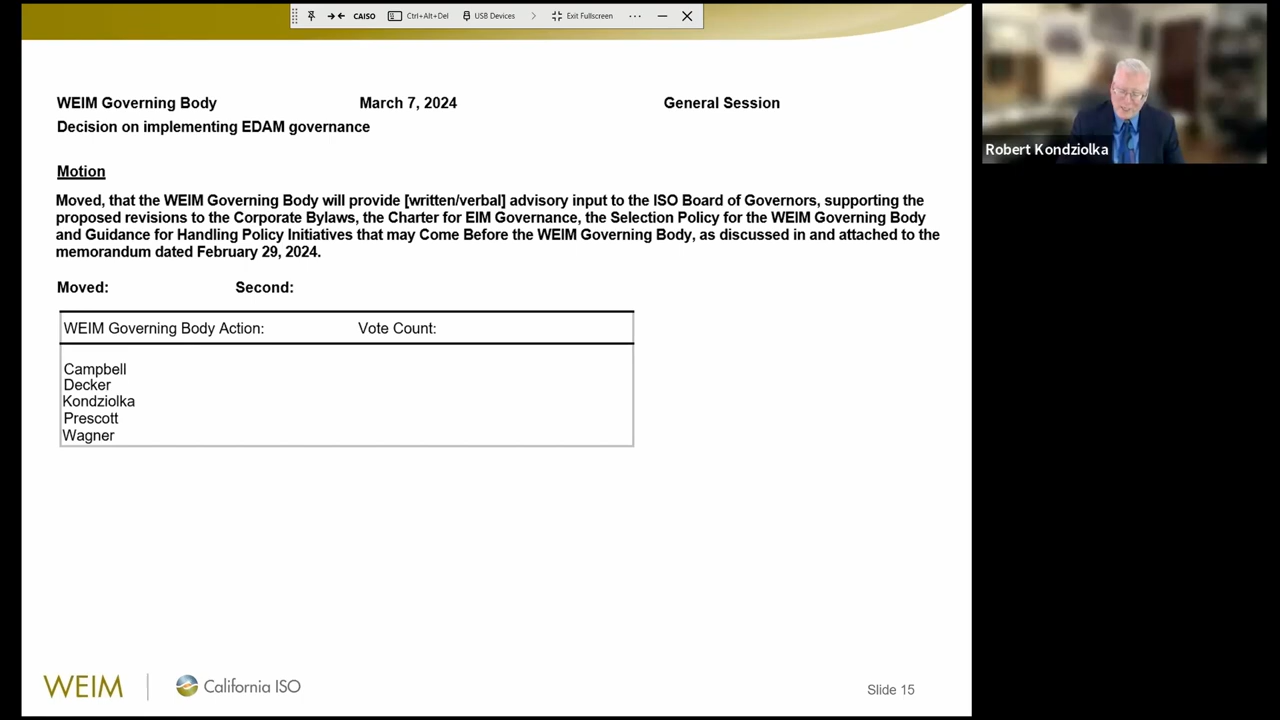 CAISO Ctrl+Alt+Del USB Devices Exit Fullscreen
WEIM Governing Body March 7, 2024 General Session
Decision on implementing EDAM governance
Motion
Moved, that the WEIM Governing Body will provide [written/verbal] advisory input to the ISO Board of Governors, supporting the
proposed revisions to the Corporate Bylaws, the Charter for EIM Governance, the Selection Policy for the WEIM Governing Body
and Guidance for Handling Policy Initiatives that may Come Before the WEIM Governing Body, as discussed in and attached to the
memorandum dated February 29, 2024.
Moved: Second:
WEIM Governing Body Action: Vote Count:
Campbell
Decker
Kondziolka
Prescott
Wagner
WEIM California ISO
Slide 15
Robert Kondziolka